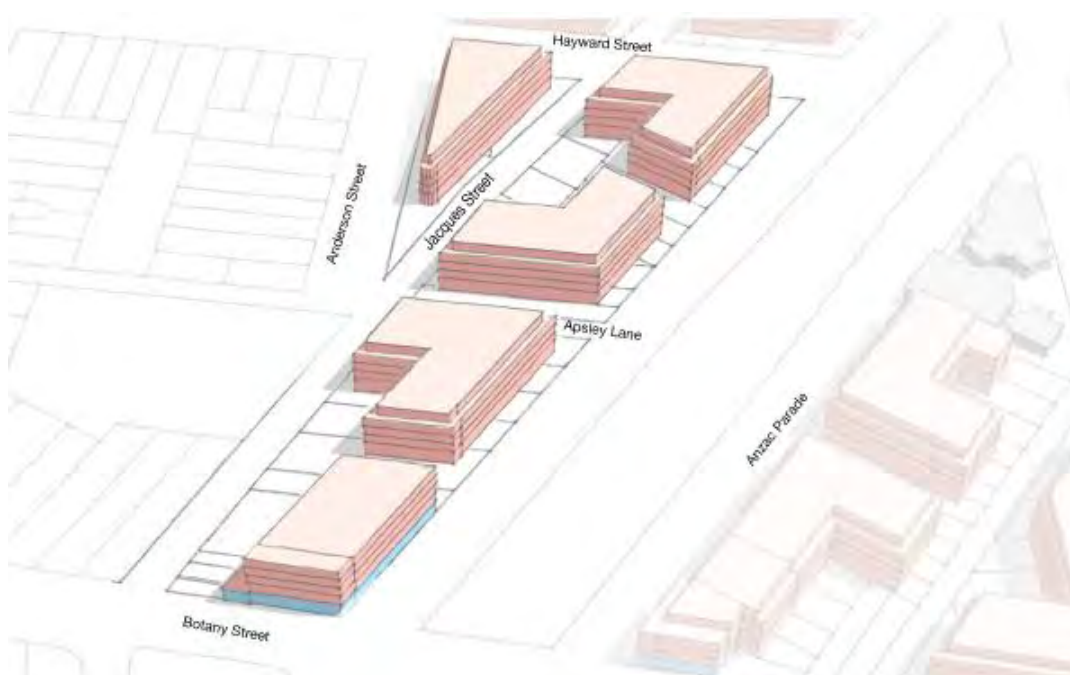 Hayward Street
Anderson Street
Jacques Street
Apsley Lane
Anzac Parade
Botany Street